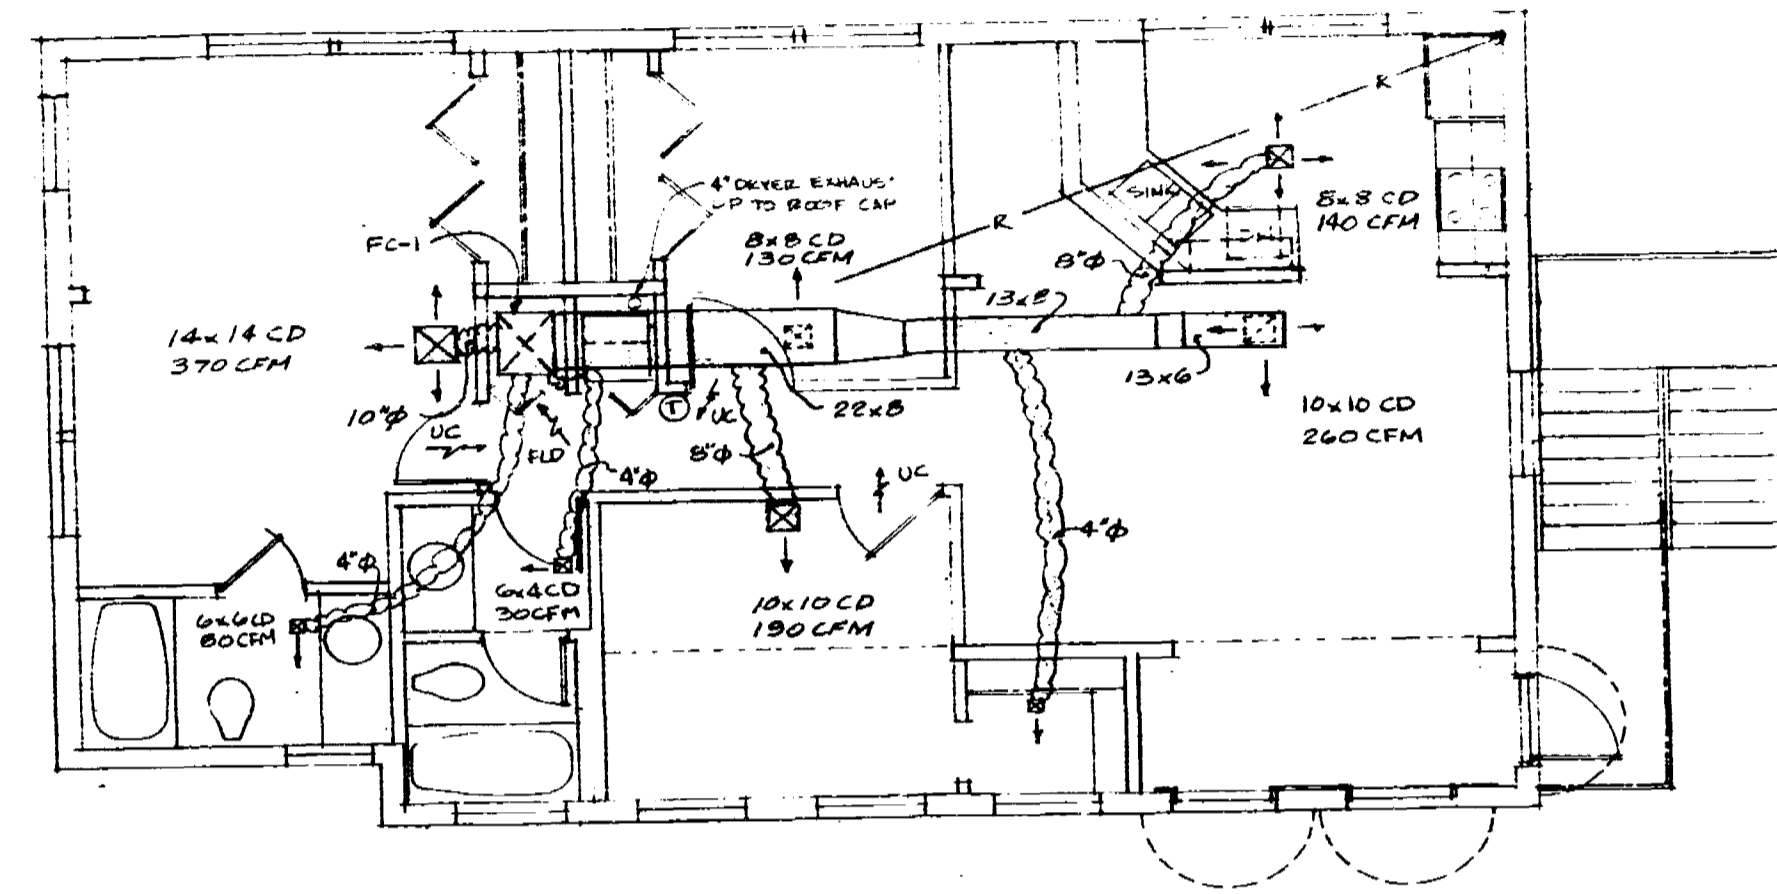 4" DRYER EXHAUS
UP TO ROOF CAP
FC-1
8x8 CD
130 CFM
R
R
SINK
8x8 CD
140 CFM
8"Φ
13x8
14x14 CD
370 CFM
13x6
10"Φ
UC
FLD
T
UC
22x8
8"Φ
10x10 CD
260 CFM
4"Φ
UC
4"Φ
4"Φ
6x4 CD
30 CFM
6x6 CD
80 CFM
10x10 CD
190 CFM